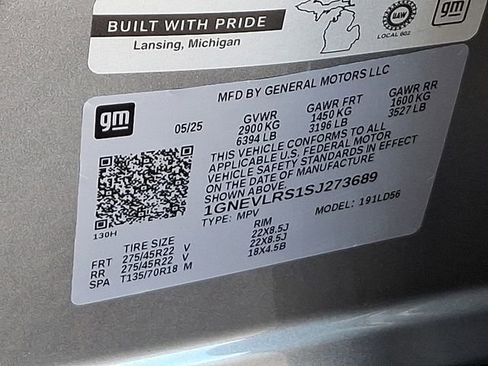 BUILT WITH PRIDE
Lansing, Michigan
UAW
LOCAL 602
gm
MFD BY GENERAL MOTORS LLC
gm
05/25
GVWR GAWR FRT GAWR RR
2900 KG 1450 KG 1600 KG
6394 LB 3196 LB 3527 LB
THIS VEHICLE CONFORMS TO ALL
APPLICABLE U.S. FEDERAL MOTOR
VEHICLE SAFETY STANDARDS IN EFFECT
ON THE DATE OF MANUFACTURE
SHOWN ABOVE.
1GNEVLRS1SJ273689
TYPE: MPV MODEL: 191LD56
130H
TIRE SIZE RIM
FRT 275/45R22 V 22X8.5J
RR 275/45R22 V 22X8.5J
SPA T135/70R18 M 18X4.5B